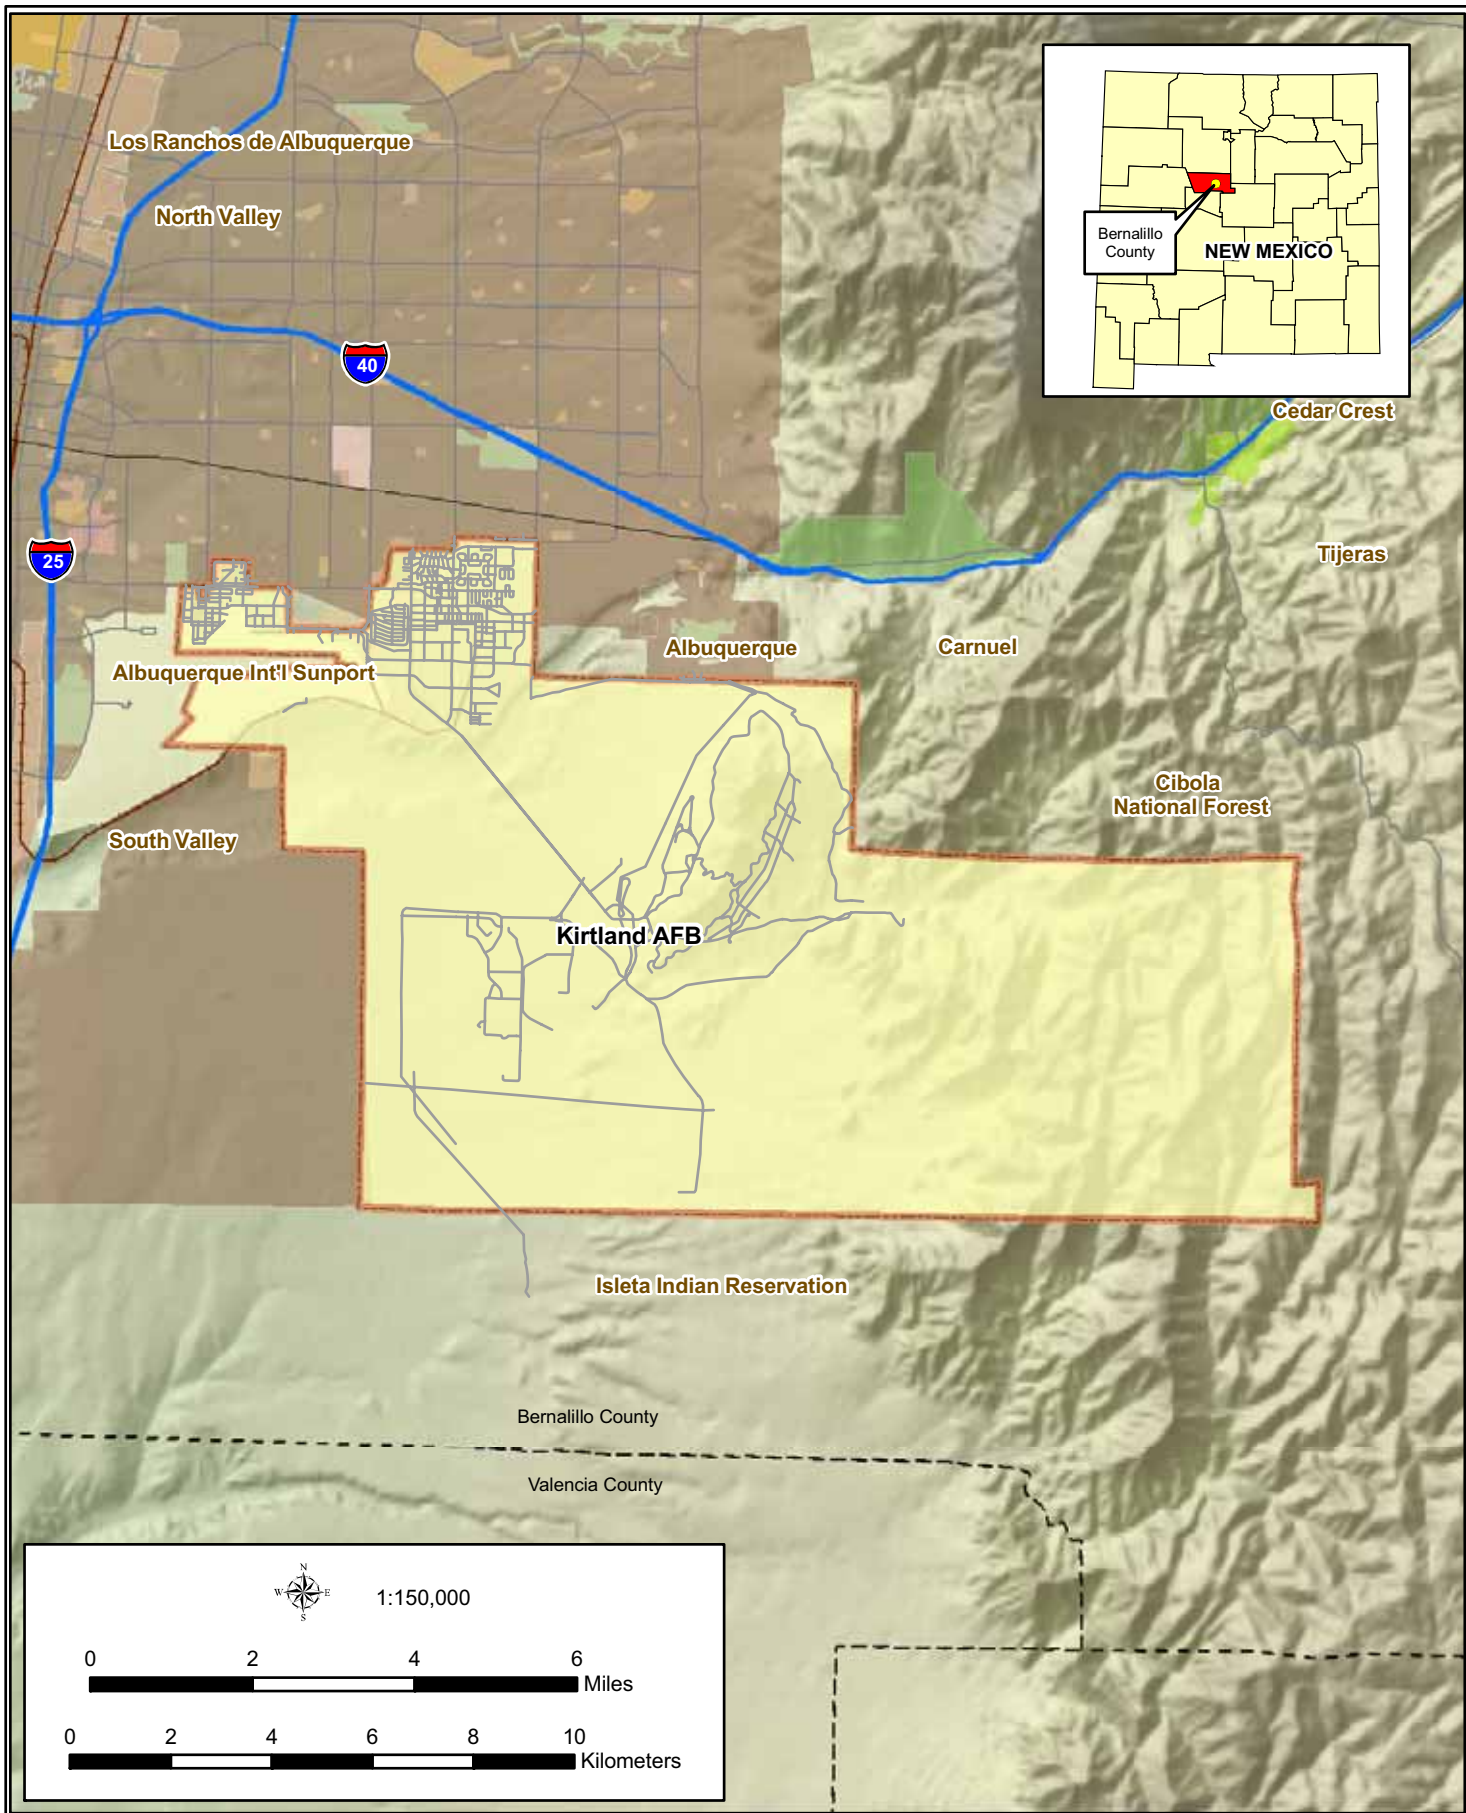 Los Ranchos de Albuquerque
North Valley
Bernalillo
County
NEW MEXICO
40
Cedar Crest
25
Tijeras
Albuquerque
Carnuel
Albuquerque Int'l Sunport
Cibola
National Forest
South Valley
Kirtland AFB
Isleta Indian Reservation
Bernalillo County
Valencia County
N
W E
S
1:150,000
0 2 4 6
Miles
0 2 4 6 8 10
Kilometers